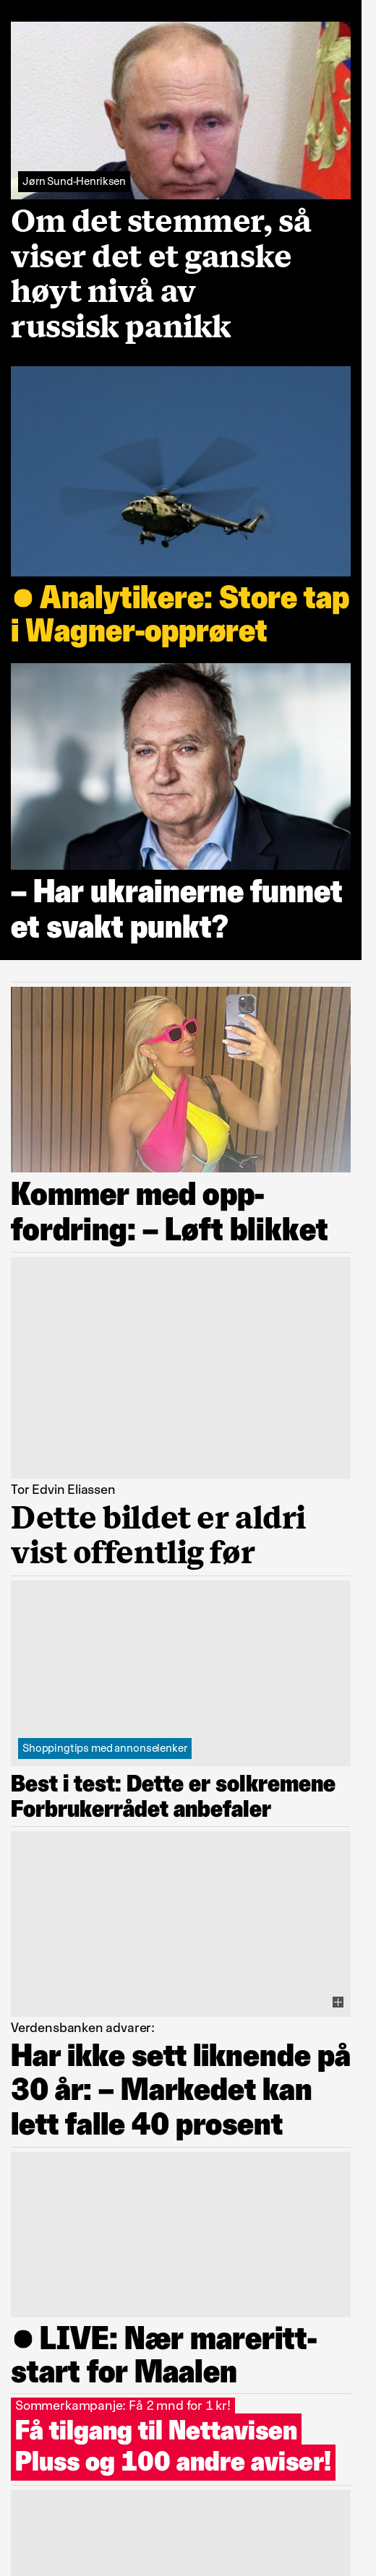 Jørn Sund-Henriksen
Om det stemmer, så
viser det et ganske
høyt nivå av
russisk panikk
● Analytikere: Store tap
i Wagner-opprøret
– Har ukrainerne funnet
et svakt punkt?
Kommer med opp-
fordring: – Løft blikket
Tor Edvin Eliassen
Dette bildet er aldri
vist offentlig før
Shoppingtips med annonselenker
Best i test: Dette er solkremene
Forbrukerrådet anbefaler
Verdensbanken advarer:
Har ikke sett liknende på
30 år: – Markedet kan
lett falle 40 prosent
● LIVE: Nær mareritt-
start for Maalen
Sommerkampanje: Få 2 mnd for 1 kr!
Få tilgang til Nettavisen
Pluss og 100 andre aviser!